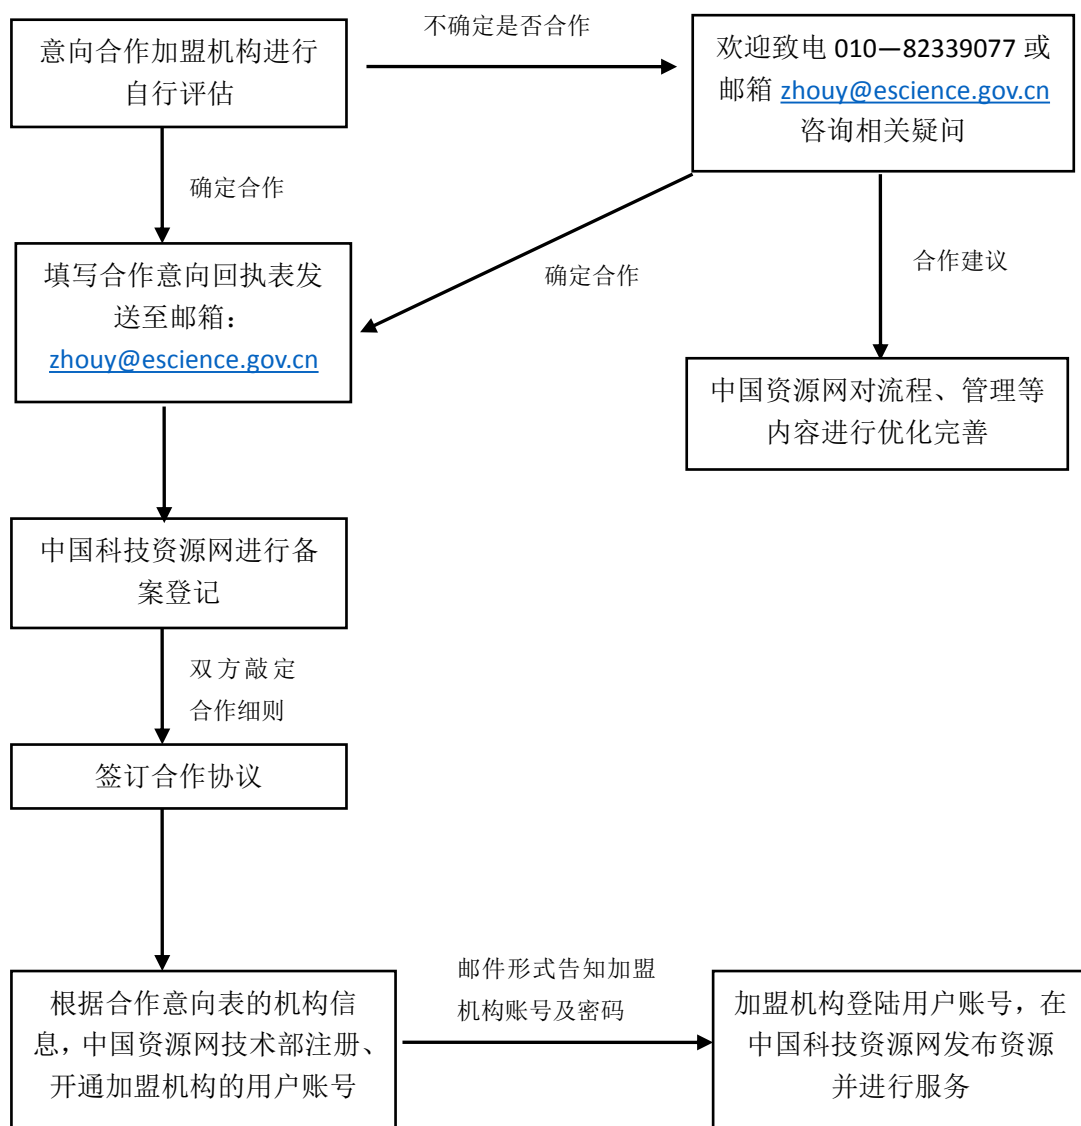 不确定是否合作
意向合作加盟机构进行
自行评估
欢迎致电 010—82339077 或
邮箱 zhouy@escience.gov.cn
咨询相关疑问
确定合作
确定合作
合作建议
填写合作意向回执表发
送至邮箱：
zhouy@escience.gov.cn
中国资源网对流程、管理等
内容进行优化完善
中国科技资源网进行备
案登记
双方敲定
合作细则
签订合作协议
邮件形式告知加盟
机构账号及密码
根据合作意向表的机构信
息，中国资源网技术部注册、
开通加盟机构的用户账号
加盟机构登陆用户账号，在
中国科技资源网发布资源
并进行服务